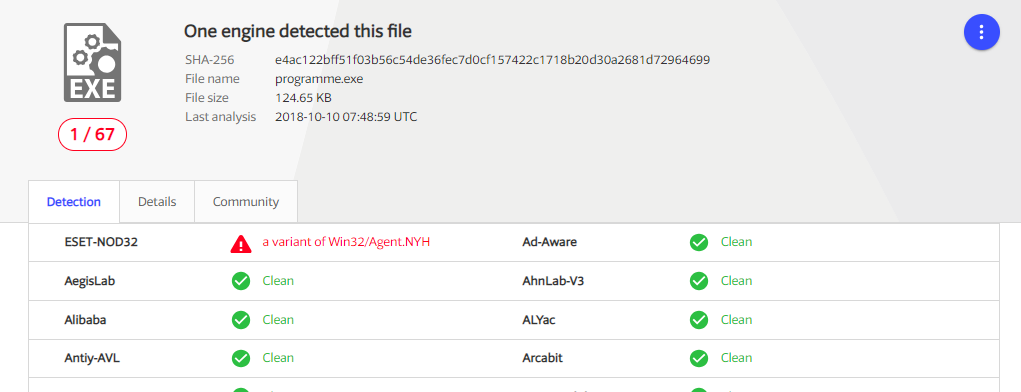 One engine detected this file
SHA-256 e4ac122bff51f03b56c54de36fec7d0cf157422c1718b20d30a2681d72964699
File name programme.exe
File size 124.65 KB
Last analysis 2018-10-10 07:48:59 UTC
EXE
1 / 67
Detection Details Community
ESET-NOD32 a variant of Win32/Agent.NYH Ad-Aware Clean
AegisLab Clean AhnLab-V3 Clean
Alibaba Clean ALYac Clean
Antiy-AVL Clean Arcabit Clean